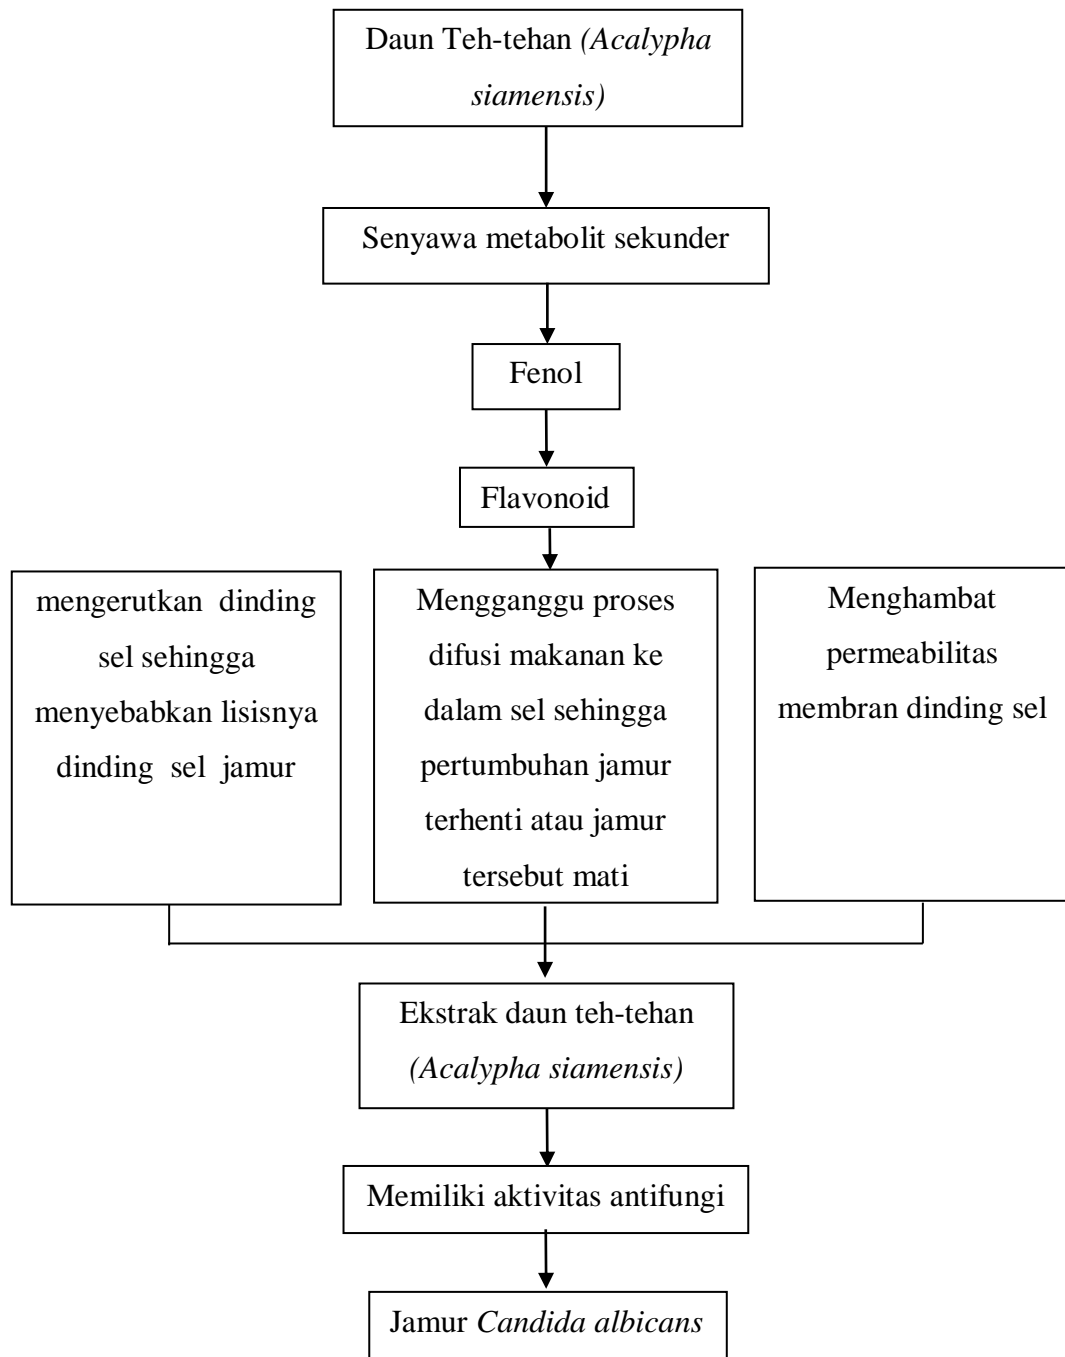 Daun Teh-tehan (Acalypha
siamensis)
Senyawa metabolit sekunder
Fenol
Flavonoid
mengerutkan dinding
sel sehingga
menyebabkan lisisnya
dinding sel jamur
Mengganggu proses
difusi makanan ke
dalam sel sehingga
pertumbuhan jamur
terhenti atau jamur
tersebut mati
Menghambat
permeabilitas
membran dinding sel
Ekstrak daun teh-tehan
(Acalypha siamensis)
Memiliki aktivitas antifungi
Jamur Candida albicans